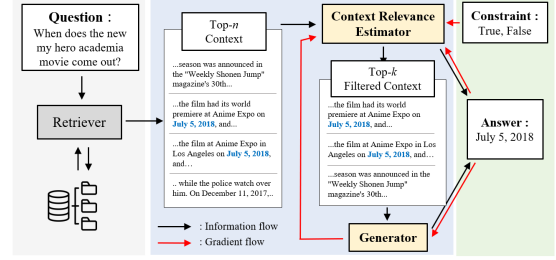 Question :
When does the new
my hero academia
movie come out?
Retriever
Top-n
Context
...season was announced in
the "Weekly Shonen Jump"
magazine's 30th...
...the film had its world
premiere at Anime Expo on
July 5, 2018, and...
...the film at Anime Expo in
Los Angeles on July 5, 2018,
and…
.. while the police watch over
him. On December 11, 2017,..
Context Relevance
Estimator
Top-k
Filtered Context
...the film had its world
premiere at Anime Expo on
July 5, 2018, and...
...the film at Anime Expo in Los
Angeles on July 5, 2018, and…
...season was announced in the
"Weekly Shonen Jump"
magazine's 30th...
Generator
Constraint :
True, False
Answer :
July 5, 2018
: Information flow
: Gradient flow